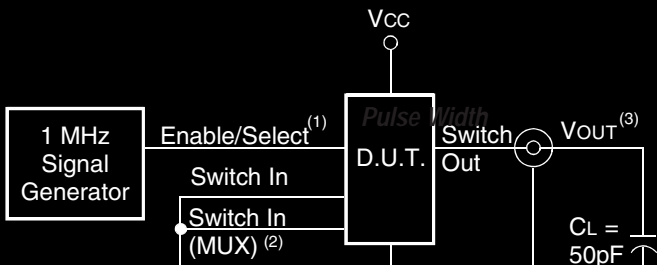 VCC
Pulse Width
1 MHz
Signal
Generator
Enable/Select(1)
D.U.T.
Switch
Out
VOUT(3)
Switch In
Switch In
(MUX) (2)
CL =
50pF